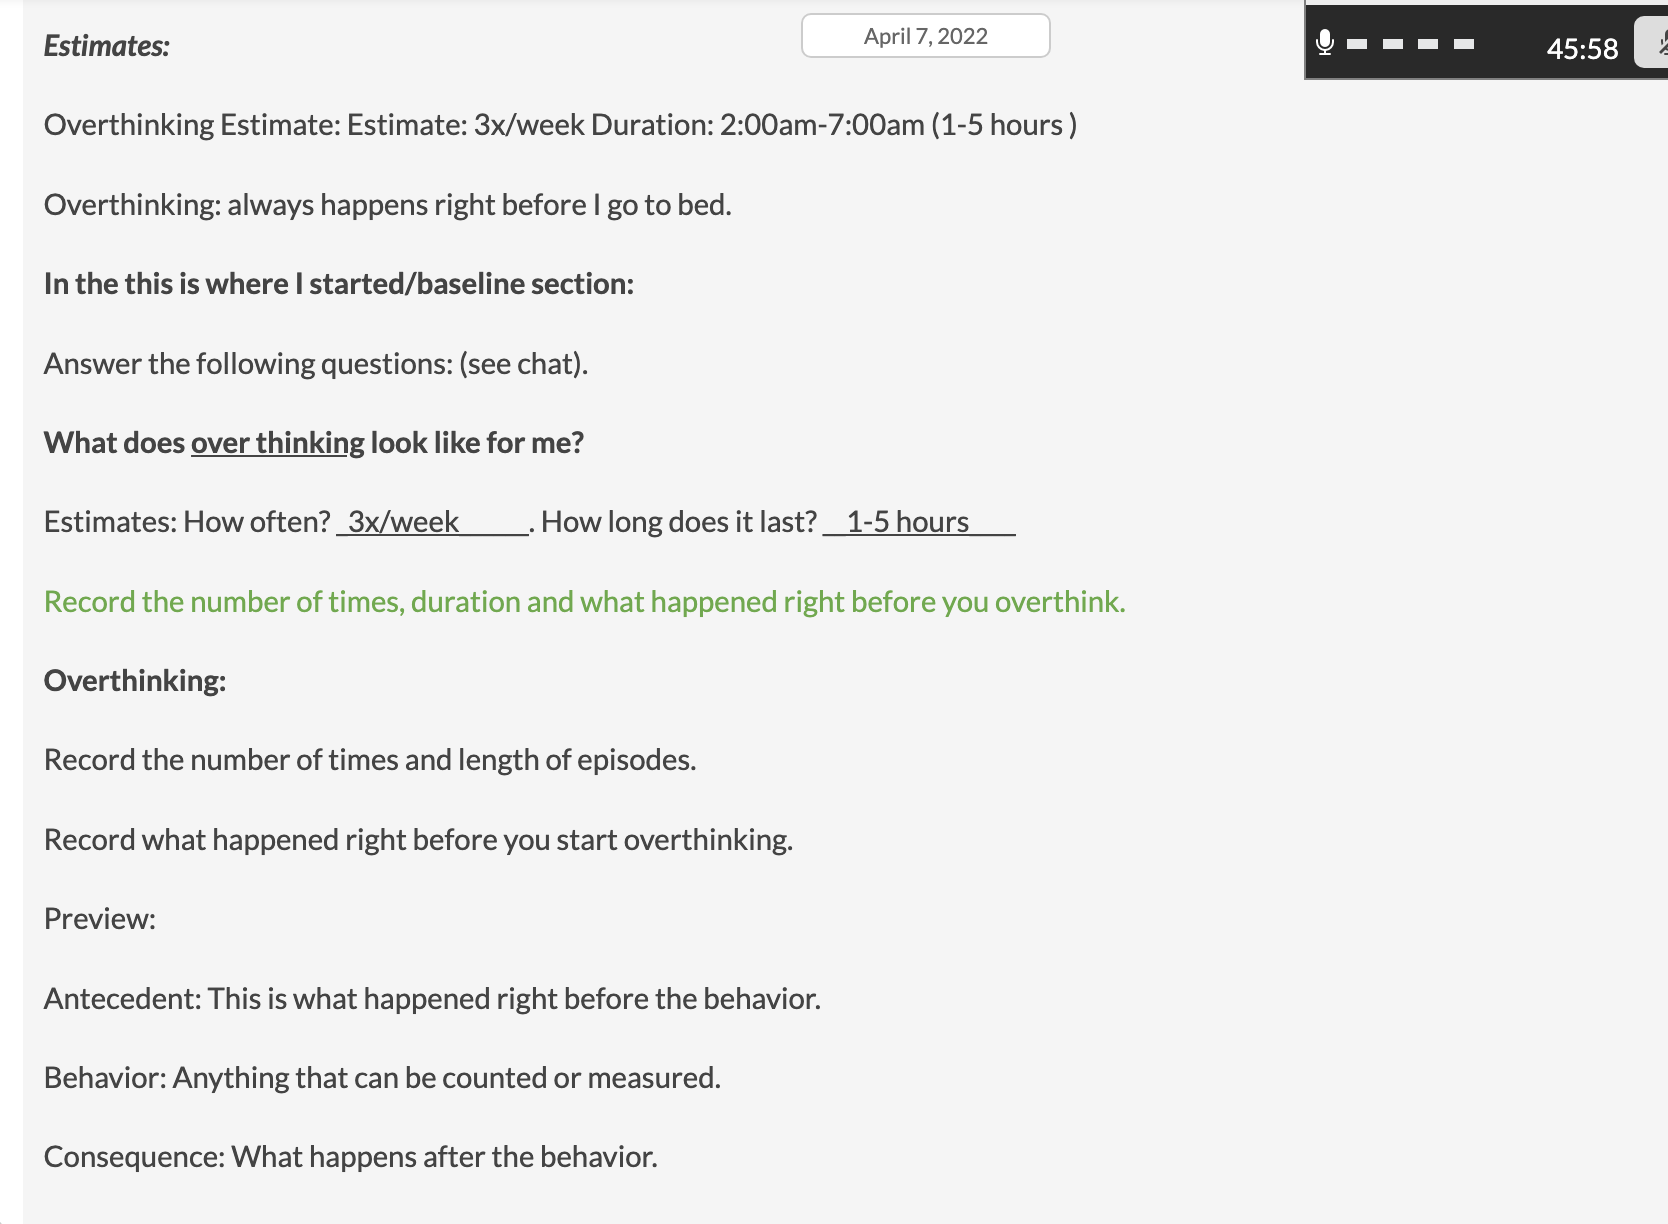 Estimates:
April 7, 2022
45:58
Overthinking Estimate: Estimate: 3x/week Duration: 2:00am-7:00am (1-5 hours )
Overthinking: always happens right before I go to bed.
In the this is where I started/baseline section:
Answer the following questions: (see chat).
What does over thinking look like for me?
Estimates: How often? _3x/week_____. How long does it last? __1-5 hours____
Record the number of times, duration and what happened right before you overthink.
Overthinking:
Record the number of times and length of episodes.
Record what happened right before you start overthinking.
Preview:
Antecedent: This is what happened right before the behavior.
Behavior: Anything that can be counted or measured.
Consequence: What happens after the behavior.